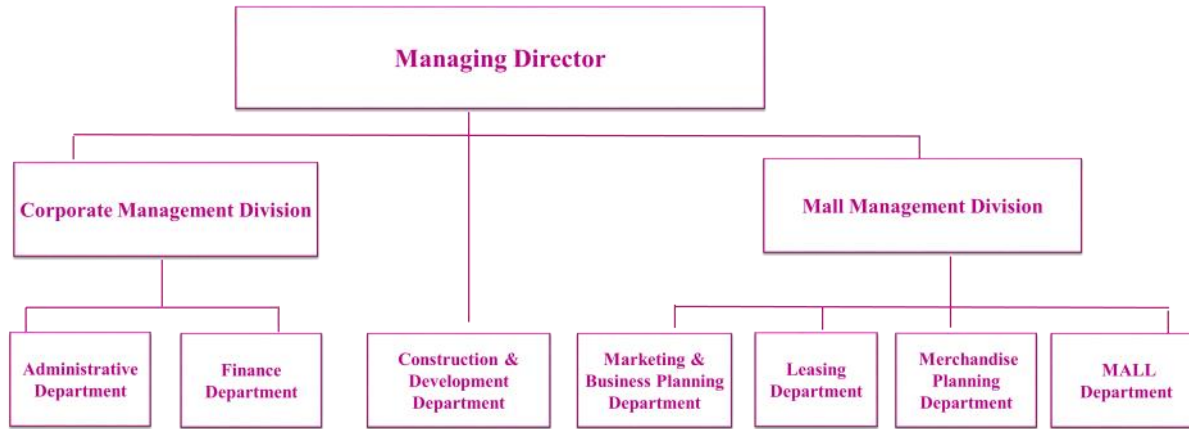 Managing Director
Corporate Management Division
Mall Management Division
Administrative
Department
Finance
Department
Construction &
Development
Department
Marketing &
Business Planning
Department
Leasing
Department
Merchandise
Planning
Department
MALL
Department